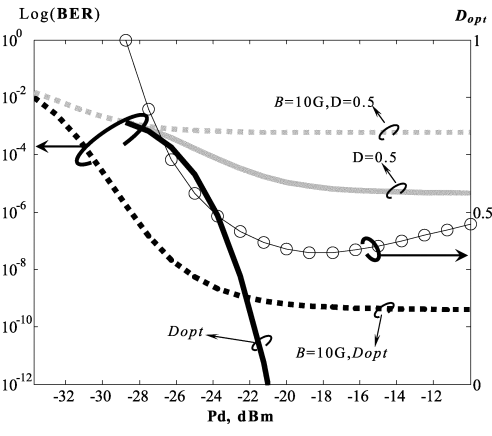 Log(BER)
D_opt
10^0
10^-2
10^-4
10^-6
10^-8
10^-10
10^-12
1
0.5
0
B=10G,D=0.5
D=0.5
Dopt
B=10G,Dopt
-32 -30 -28 -26 -24 -22 -20 -18 -16 -14 -12 -10
Pd, dBm